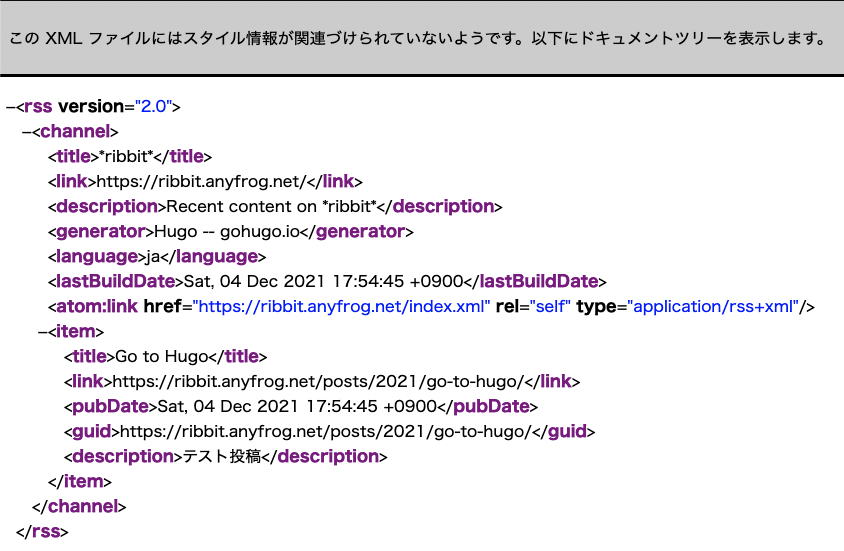 この XML ファイルにはスタイル情報が関連づけられていないようです。以下にドキュメントツリーを表示します。
–<rss version="2.0">
–<channel>
<title>*ribbit*</title>
<link>https://ribbit.anyfrog.net/</link>
<description>Recent content on *ribbit*</description>
<generator>Hugo -- gohugo.io</generator>
<language>ja</language>
<lastBuildDate>Sat, 04 Dec 2021 17:54:45 +0900</lastBuildDate>
<atom:link href="https://ribbit.anyfrog.net/index.xml" rel="self" type="application/rss+xml"/>
–<item>
<title>Go to Hugo</title>
<link>https://ribbit.anyfrog.net/posts/2021/go-to-hugo/</link>
<pubDate>Sat, 04 Dec 2021 17:54:45 +0900</pubDate>
<guid>https://ribbit.anyfrog.net/posts/2021/go-to-hugo/</guid>
<description>テスト投稿</description>
</item>
</channel>
</rss>